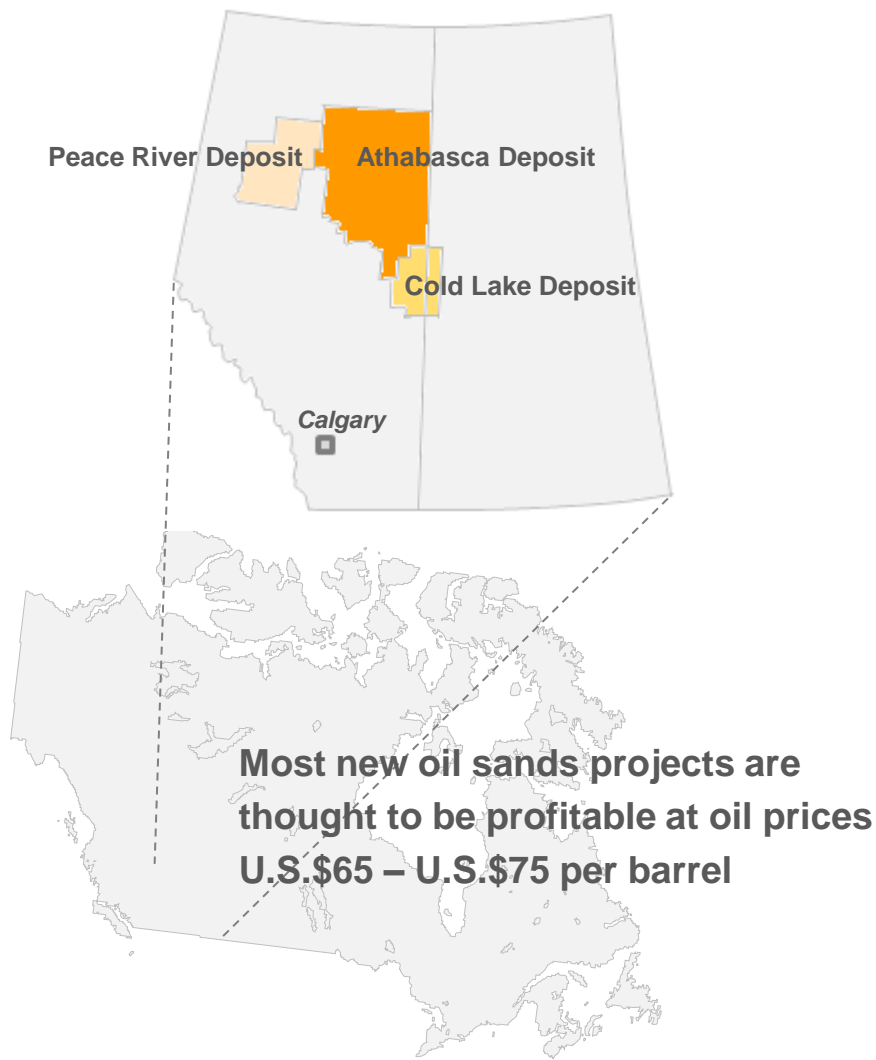 Peace River Deposit
Athabasca Deposit
Cold Lake Deposit
Calgary
Most new oil sands projects are
thought to be profitable at oil prices
U.S.$65 – U.S.$75 per barrel